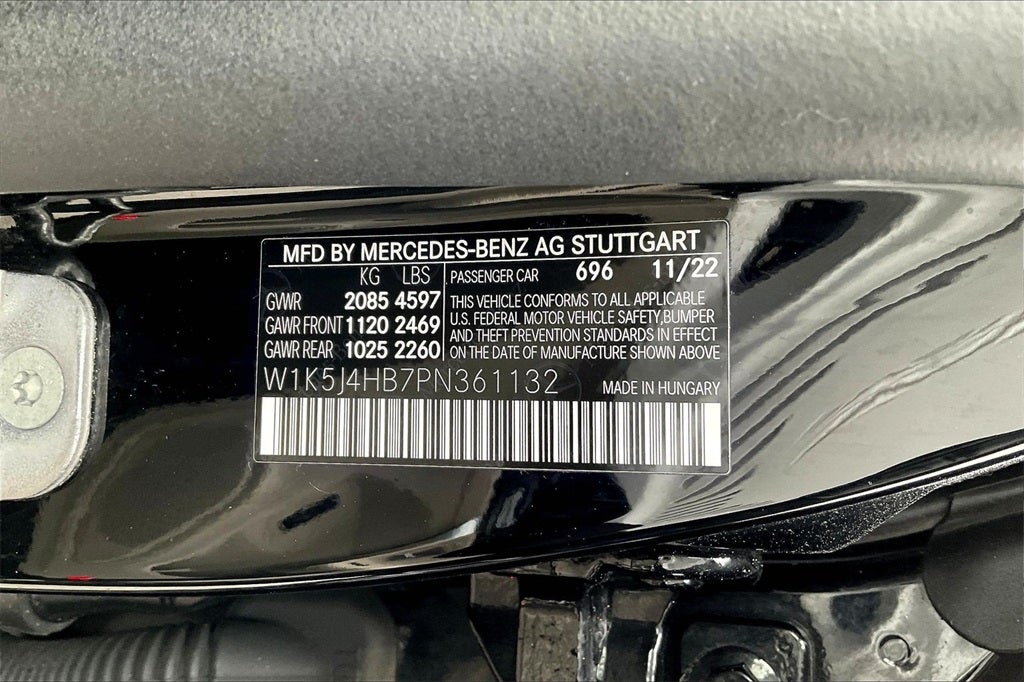 MFD BY MERCEDES-BENZ AG STUTTGART
KG LBS PASSENGER CAR 696 11/22
GVWR 2085 4597
GAWR FRONT 1120 2469
GAWR REAR 1025 2260
THIS VEHICLE CONFORMS TO ALL APPLICABLE
U.S. FEDERAL MOTOR VEHICLE SAFETY,BUMPER
AND THEFT PREVENTION STANDARDS IN EFFECT
ON THE DATE OF MANUFACTURE SHOWN ABOVE
W1K5J4HB7PN361132 MADE IN HUNGARY